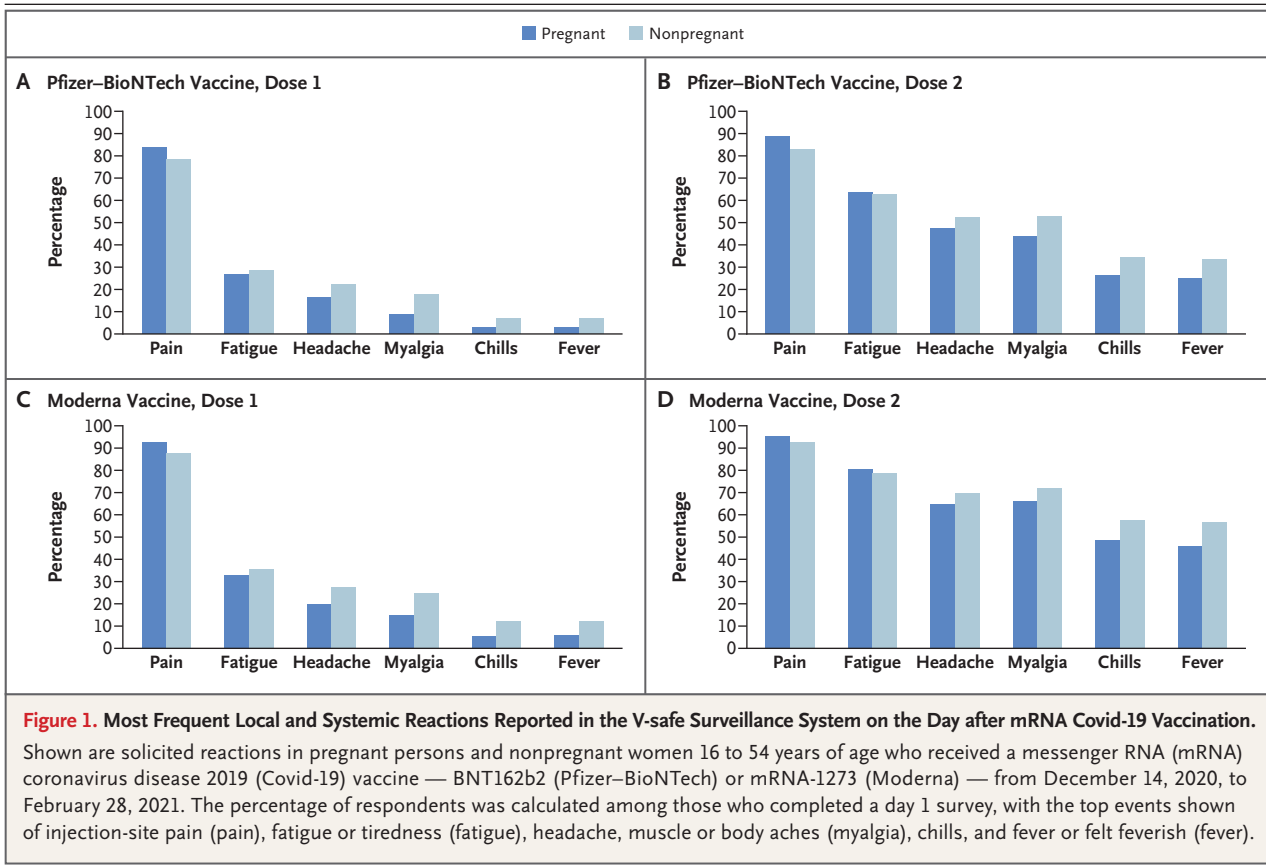 Pregnant Nonpregnant
A Pfizer–BioNTech Vaccine, Dose 1
100
90
80
70
60
50
40
30
20
10
0
Percentage
Pain Fatigue Headache Myalgia Chills Fever
B Pfizer–BioNTech Vaccine, Dose 2
100
90
80
70
60
50
40
30
20
10
0
Percentage
Pain Fatigue Headache Myalgia Chills Fever
C Moderna Vaccine, Dose 1
100
90
80
70
60
50
40
30
20
10
0
Percentage
Pain Fatigue Headache Myalgia Chills Fever
D Moderna Vaccine, Dose 2
100
90
80
70
60
50
40
30
20
10
0
Percentage
Pain Fatigue Headache Myalgia Chills Fever
Figure 1. Most Frequent Local and Systemic Reactions Reported in the V-safe Surveillance System on the Day after mRNA Covid-19 Vaccination.
Shown are solicited reactions in pregnant persons and nonpregnant women 16 to 54 years of age who received a messenger RNA (mRNA)
coronavirus disease 2019 (Covid-19) vaccine — BNT162b2 (Pfizer–BioNTech) or mRNA-1273 (Moderna) — from December 14, 2020, to
February 28, 2021. The percentage of respondents was calculated among those who completed a day 1 survey, with the top events shown
of injection-site pain (pain), fatigue or tiredness (fatigue), headache, muscle or body aches (myalgia), chills, and fever or felt feverish (fever).